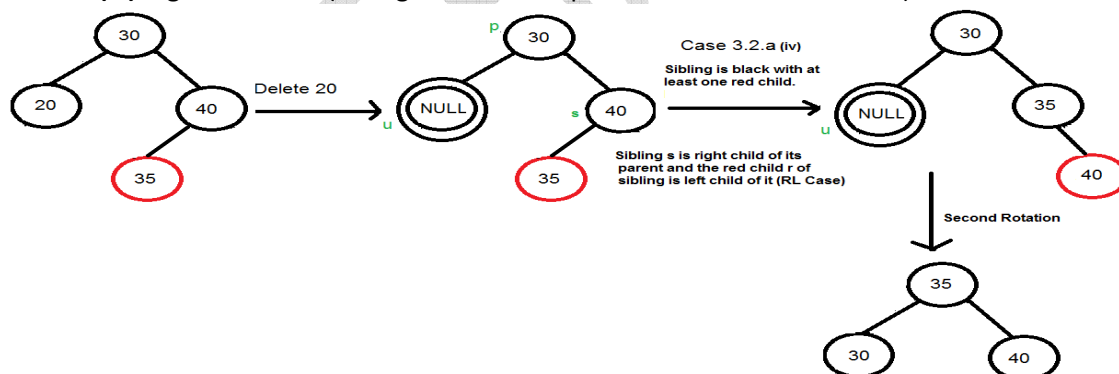 30
20
40
35
Delete 20
p
30
NULL
u
s
40
35
Case 3.2.a (iv)
Sibling is black with at
least one red child.
Sibling s is right child of its
parent and the red child r of
sibling is left child of it (RL Case)
30
NULL
u
35
40
Second Rotation
35
30
40